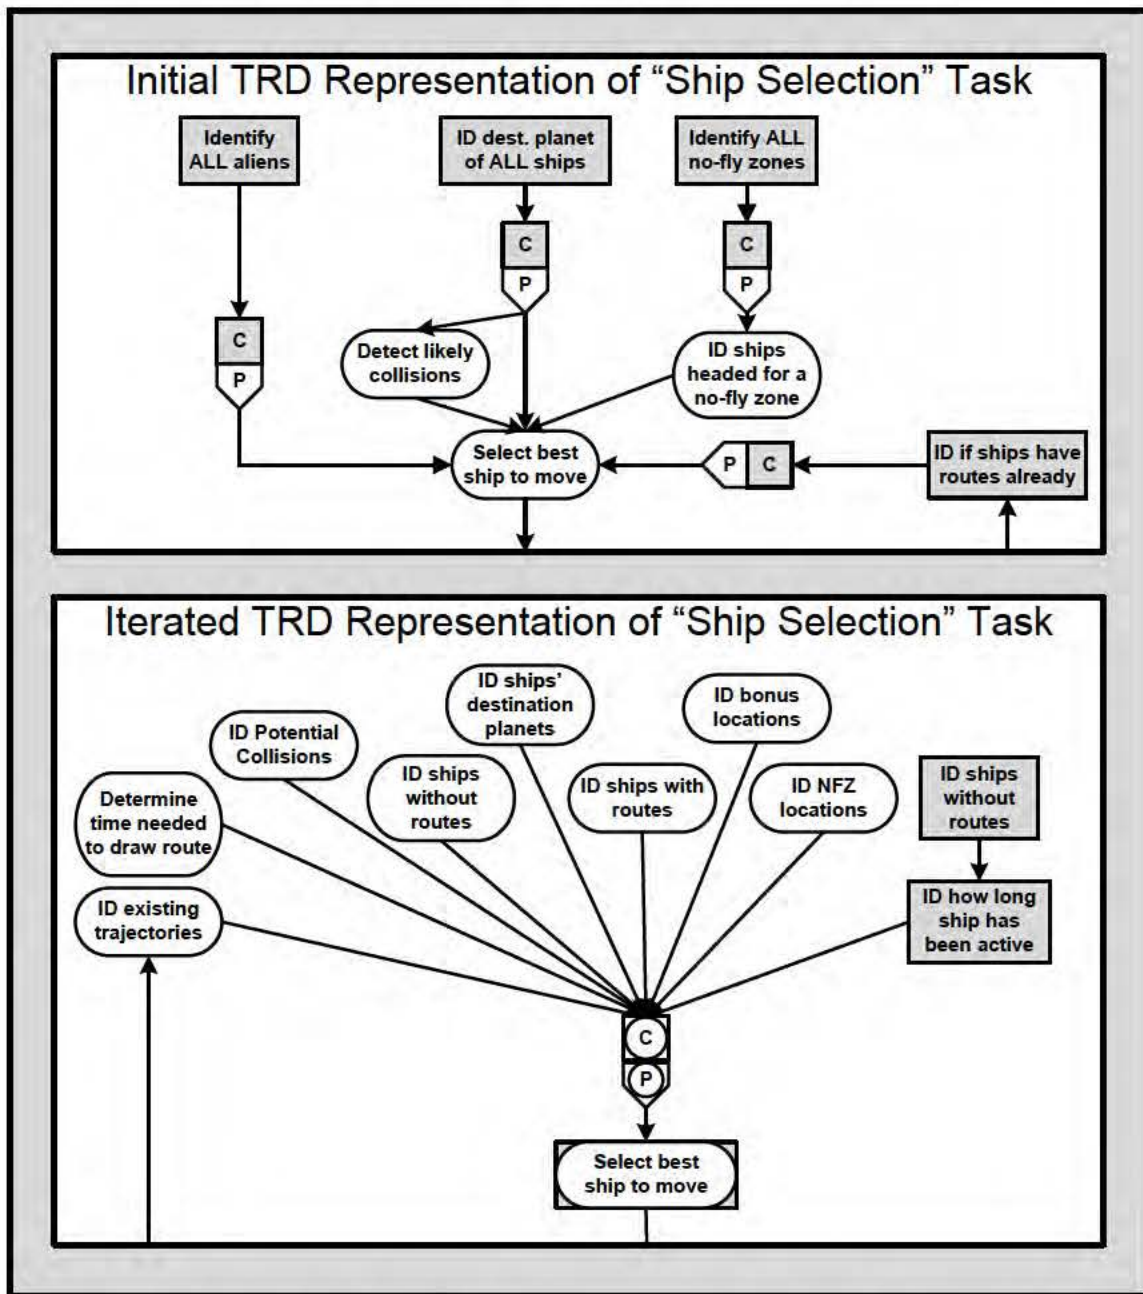 Initial TRD Representation of “Ship Selection” Task
Identify
ALL aliens
ID dest. planet
of ALL ships
Identify ALL
no-fly zones
C
P
C
P
C
P
Detect likely
collisions
ID ships
headed for a
no-fly zone
Select best
ship to move
P
C
ID if ships have
routes already
Iterated TRD Representation of “Ship Selection” Task
ID ships’
destination
planets
ID bonus
locations
ID Potential
Collisions
ID ships
without
routes
ID ships with
routes
ID NFZ
locations
ID ships
without
routes
Determine
time needed
to draw route
ID existing
trajectories
ID how long
ship has
been active
C
P
Select best
ship to move